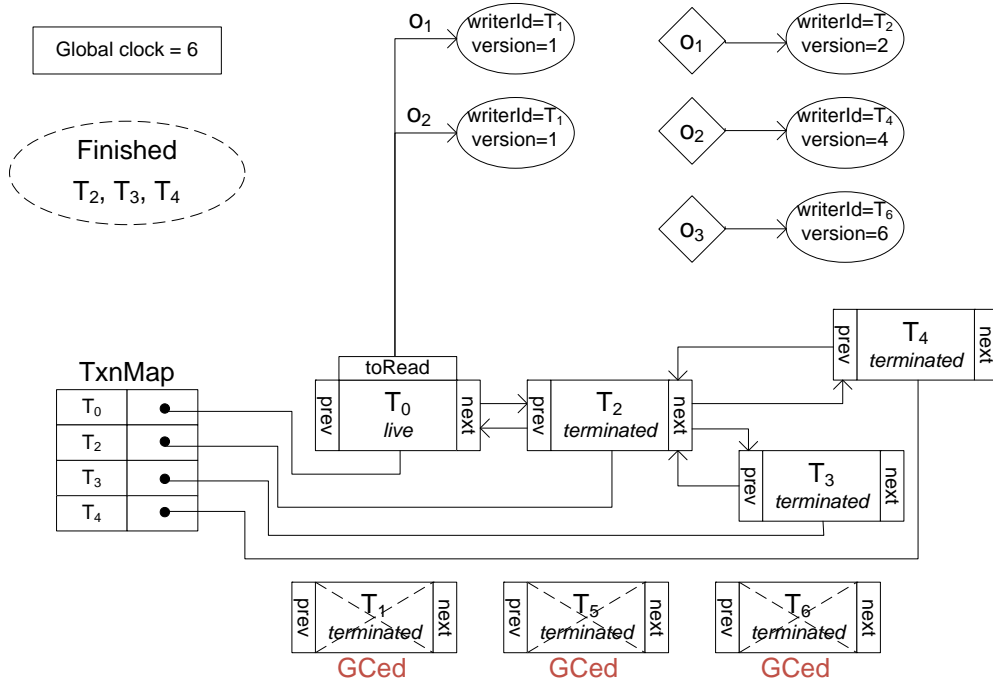 Global clock = 6
Finished
T2, T3, T4
o1
writerId=T1
version=1
o2
writerId=T1
version=1
o1
writerId=T2
version=2
o2
writerId=T4
version=4
o3
writerId=T6
version=6
TxnMap
T0
T2
T3
T4
toRead
prev
T0
live
next
prev
T2
terminated
next
prev
T4
terminated
next
prev
T3
terminated
next
prev
T1
terminated
next
GCed
prev
T5
terminated
next
GCed
prev
T6
terminated
next
GCed